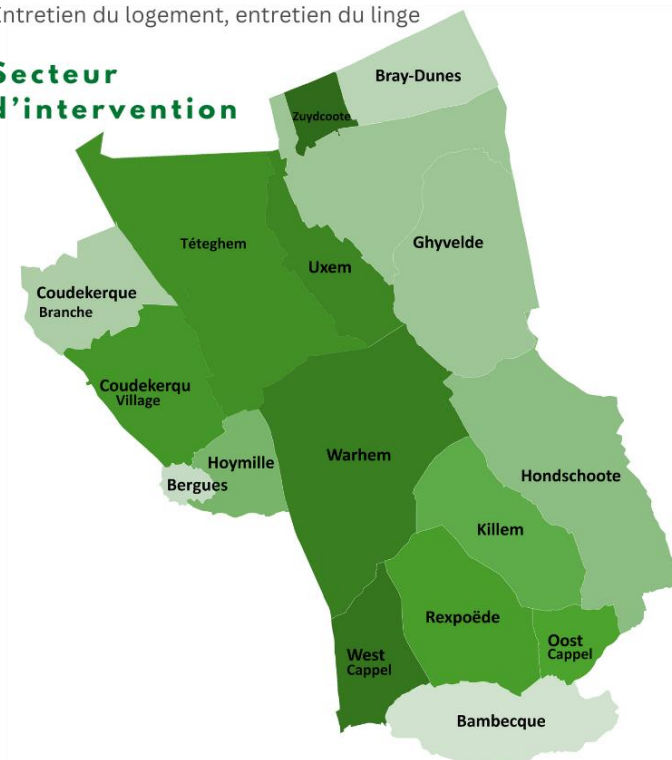 Entretien du logement, entretien du linge
Secteur
d'intervention
Bray-Dunes
Zuydcoote
Téteghem
Ghyvelde
Uxem
Coudekerque
Branche
Coudekerqu
Village
Warhem
Hoymille
Bergues
Hondschoote
Killem
Rexpoëde
Oost
Cappel
West
Cappel
Bambecque